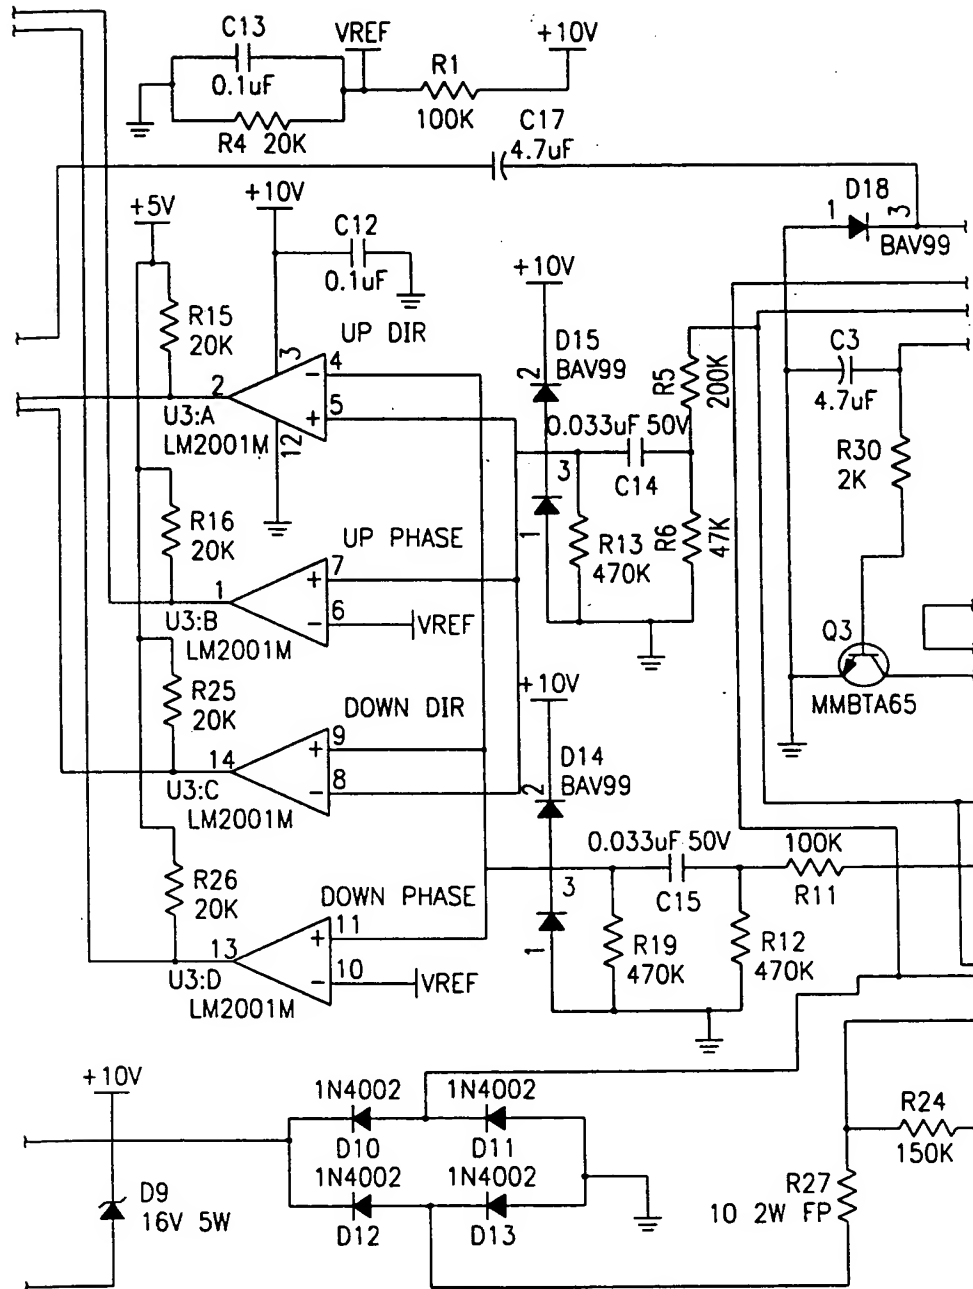 C13
0.1uF
R4 20K
VREF
R1
100K
+10V
C17
4.7uF
D18
1
3
BAV99
+5V
+10V
C12
0.1uF
R15
20K
UP DIR
3
4
−
5
+
2
12
U3:A
LM2001M
+10V
D15
BAV99
2
R5
200K
0.033uF 50V
C14
3
1
R13
470K
R6
47K
C3
4.7uF
R30
2K
Q3
MMBTA65
R16
20K
UP PHASE
7
+
6
−
VREF
1
U3:B
LM2001M
R25
20K
DOWN DIR
9
+
8
−
14
U3:C
LM2001M
+10V
D14
BAV99
2
0.033uF 50V
C15
3
1
100K
R11
R19
470K
R12
470K
R26
20K
DOWN PHASE
11
+
10
−
VREF
13
U3:D
LM2001M
+10V
D9
16V 5W
1N4002
D10
1N4002
D11
1N4002
D12
1N4002
D13
R24
150K
R27
10 2W FP